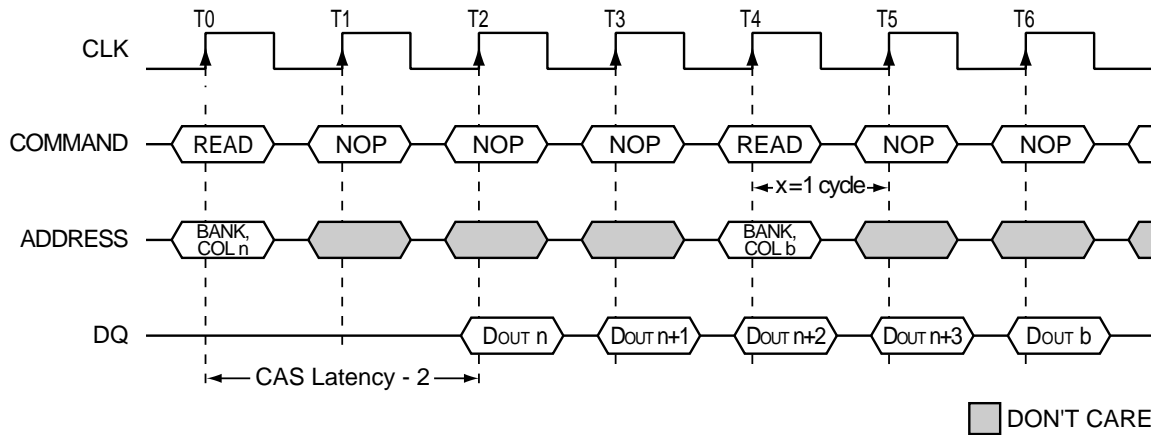 T0 T1 T2 T3 T4 T5 T6
CLK
COMMAND READ NOP NOP NOP READ NOP NOP
x=1 cycle
ADDRESS BANK, COL n BANK, COL b
DQ DOUT n DOUT n+1 DOUT n+2 DOUT n+3 DOUT b
CAS Latency - 2
DON'T CARE